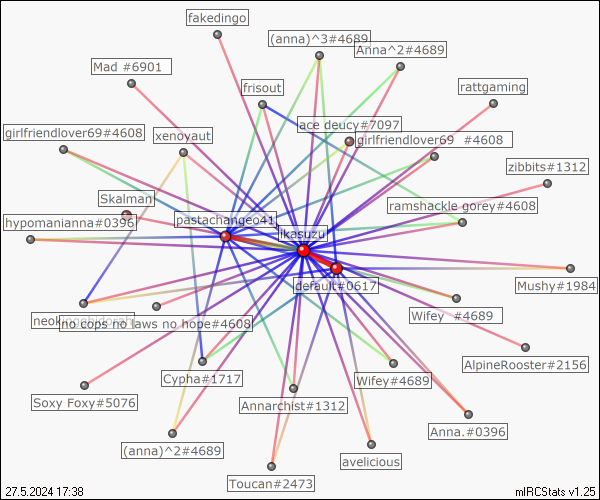 fakedingo
(anna)^3#4689
Anna^2#4689
Mad #6901
frisout
rattgaming
ace deucy#7097
girlfriendlover69#4608
xenoyaut
girlfriendlover69 #4608
zibbits#1312
Skalman
ramshackle gorey#4608
hypomanianna#0396
pastachangeo41
ikasuzu
default#0617
Mushy#1984
no cops no laws no hope#4608
Wifey #4689
AlpineRooster#2156
Cypha#1717
Wifey#4689
Soxy Foxy#5076
Annarchist#1312
Anna.#0396
(anna)^2#4689
avelicious
Toucan#2473
27.5.2024 17:38
mIRCStats v1.25